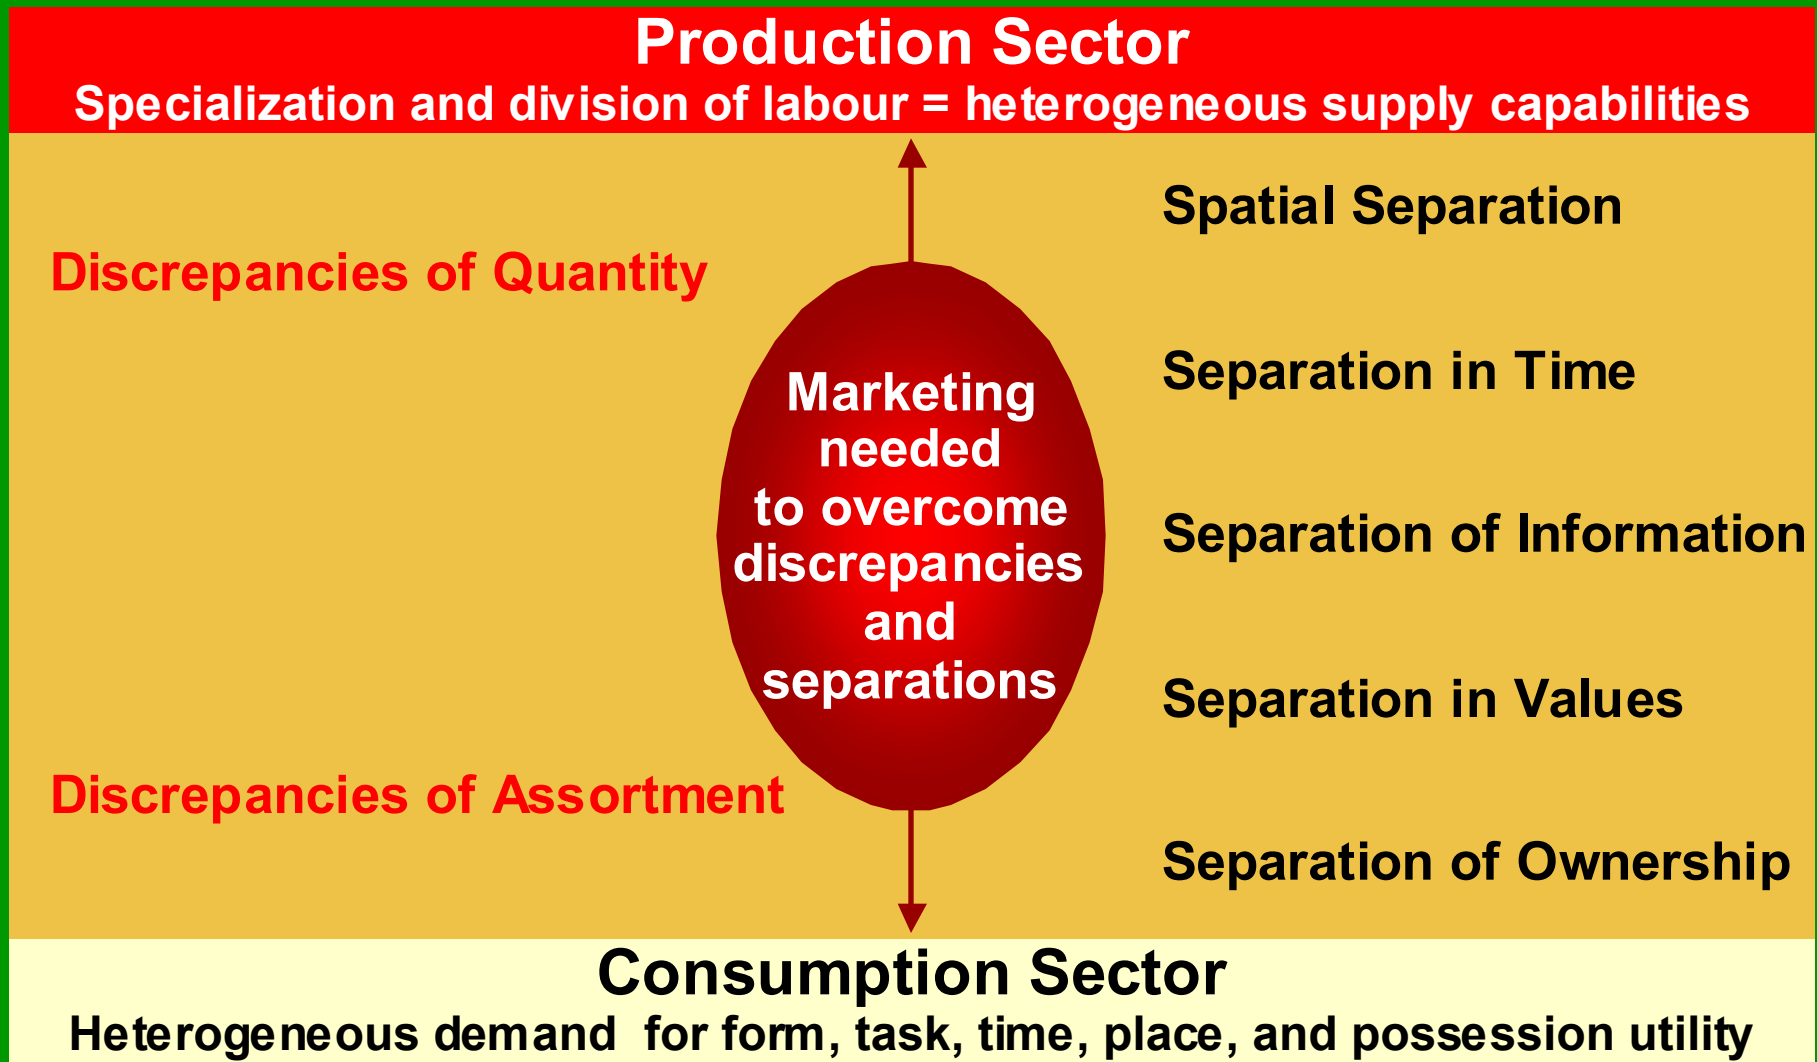 Production Sector
Specialization and division of labour = heterogeneous supply capabilities
Discrepancies of Quantity
Discrepancies of Assortment
Marketing
needed
to overcome
discrepancies
and
separations
Spatial Separation
Separation in Time
Separation of Information
Separation in Values
Separation of Ownership
Consumption Sector
Heterogeneous demand for form, task, time, place, and possession utility